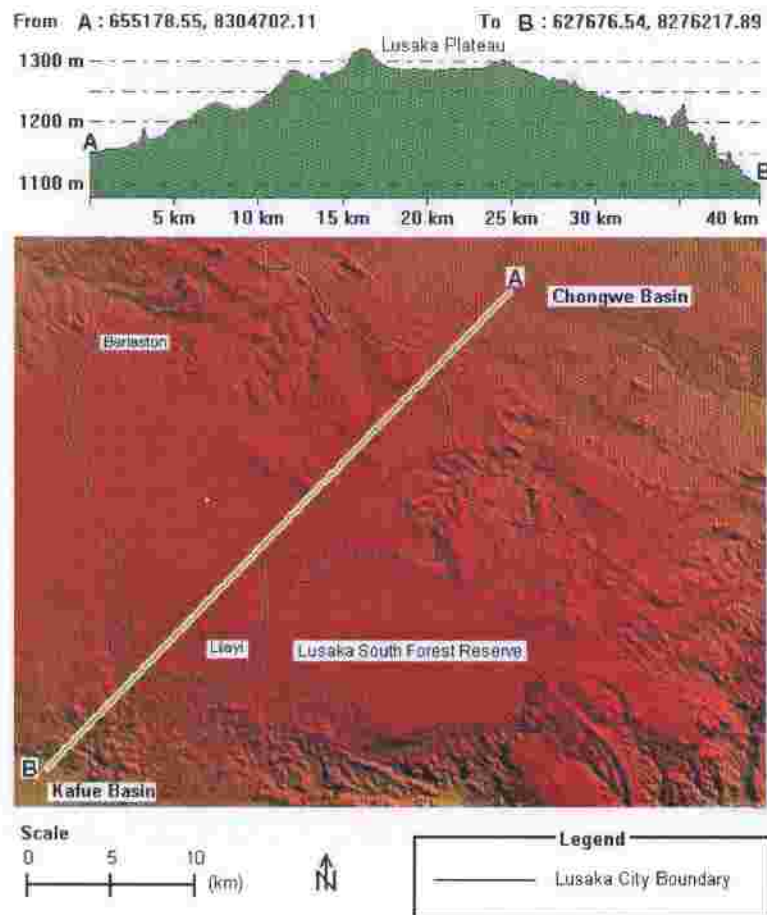 From A : 655178.55, 8304702.11 To B : 627676.54, 8276217.89
Lusaka Plateau
1300 m
1200 m
A
1100 m
B
5 km 10 km 15 km 20 km 25 km 30 km 40 km
A
Chongwe Basin
Barlaston
Lilayi Lusaka South Forest Reserve
B
Kafue Basin
Scale
0 5 10
(km)
N
Legend
Lusaka City Boundary